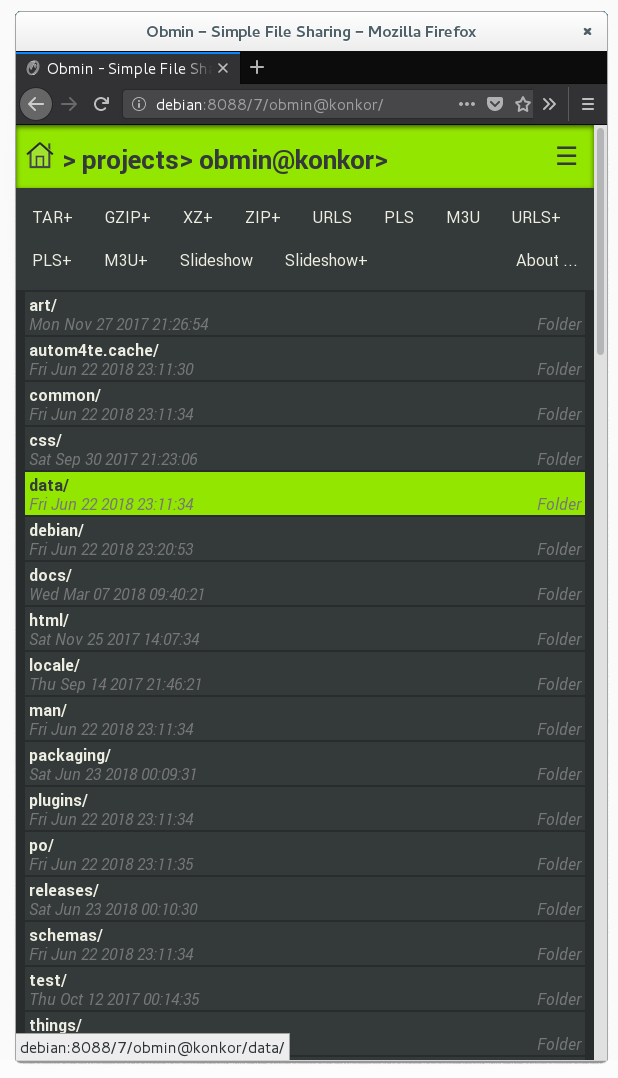 Obmin – Simple File Sharing – Mozilla Firefox
Obmin - Simple File Sh
debian:8088/7/obmin@konkor/
> projects> obmin@konkor>
TAR+ GZIP+ XZ+ ZIP+ URLS PLS M3U URLS+
PLS+ M3U+ Slideshow Slideshow+ About ...
art/
Mon Nov 27 2017 21:26:54 Folder
autom4te.cache/
Fri Jun 22 2018 23:11:30 Folder
common/
Fri Jun 22 2018 23:11:34 Folder
css/
Sat Sep 30 2017 21:23:06 Folder
data/
Fri Jun 22 2018 23:11:34 Folder
debian/
Fri Jun 22 2018 23:20:53 Folder
docs/
Wed Mar 07 2018 09:40:21 Folder
html/
Sat Nov 25 2017 14:07:34 Folder
locale/
Thu Sep 14 2017 21:46:21 Folder
man/
Fri Jun 22 2018 23:11:34 Folder
packaging/
Sat Jun 23 2018 00:09:31 Folder
plugins/
Fri Jun 22 2018 23:11:34 Folder
po/
Fri Jun 22 2018 23:11:35 Folder
releases/
Sat Jun 23 2018 00:10:30 Folder
schemas/
Fri Jun 22 2018 23:11:34 Folder
test/
Thu Oct 12 2017 00:14:35 Folder
things/
Folder
debian:8088/7/obmin@konkor/data/